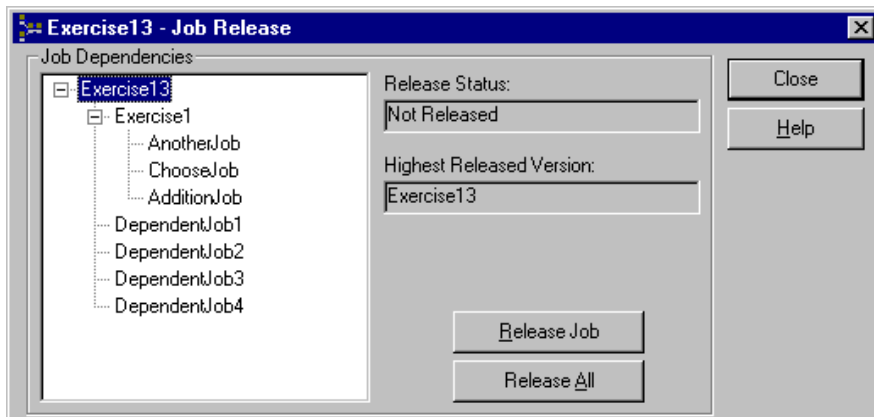 Exercise13 - Job Release
Job Dependencies
Exercise13
Exercise1
AnotherJob
ChooseJob
AdditionJob
DependentJob1
DependentJob2
DependentJob3
DependentJob4
Release Status:
Not Released
Highest Released Version:
Exercise13
Release Job
Release All
Close
Help